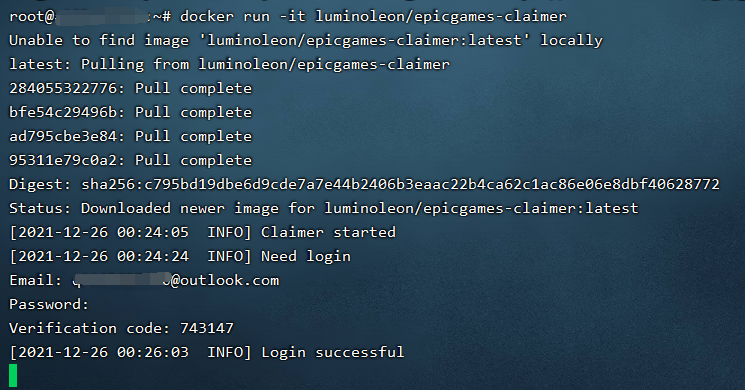 root@ :~# docker run -it luminoleon/epicgames-claimer
Unable to find image 'luminoleon/epicgames-claimer:latest' locally
latest: Pulling from luminoleon/epicgames-claimer
284055322776: Pull complete
bfe54c29496b: Pull complete
ad795cbe3e84: Pull complete
95311e79c0a2: Pull complete
Digest: sha256:c795bd19dbe6d9cde7a7e44b2406b3eaac22b4ca62c1ac86e06e8dbf40628772
Status: Downloaded newer image for luminoleon/epicgames-claimer:latest
[2021-12-26 00:24:05  INFO] Claimer started
[2021-12-26 00:24:24  INFO] Need login
Email: @outlook.com
Password:
Verification code: 743147
[2021-12-26 00:26:03  INFO] Login successful